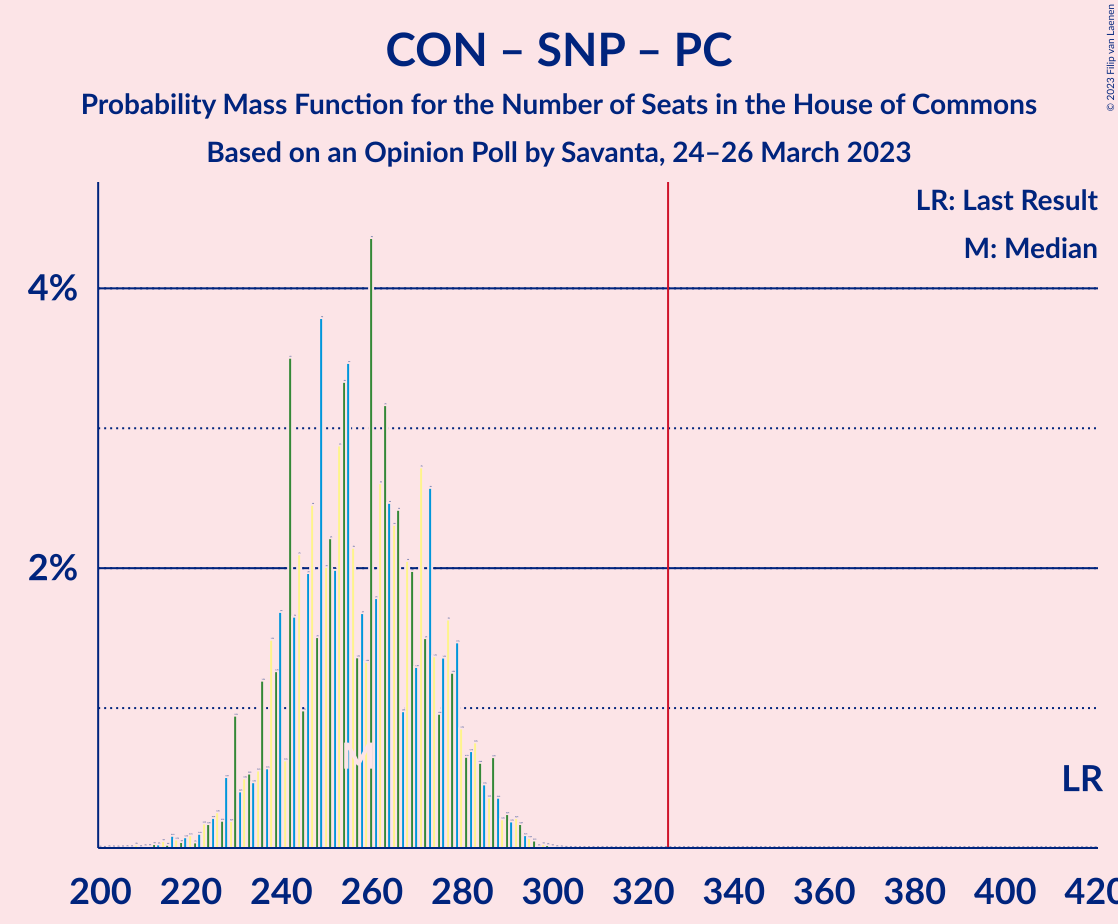 CON – SNP – PC
Probability Mass Function for the Number of Seats in the House of Commons
Based on an Opinion Poll by Savanta, 24–26 March 2023
© 2023 Filip van Laenen
LR: Last Result
M: Median
4%
2%
M
LR
200 220 240 260 280 300 320 340 360 380 400 420